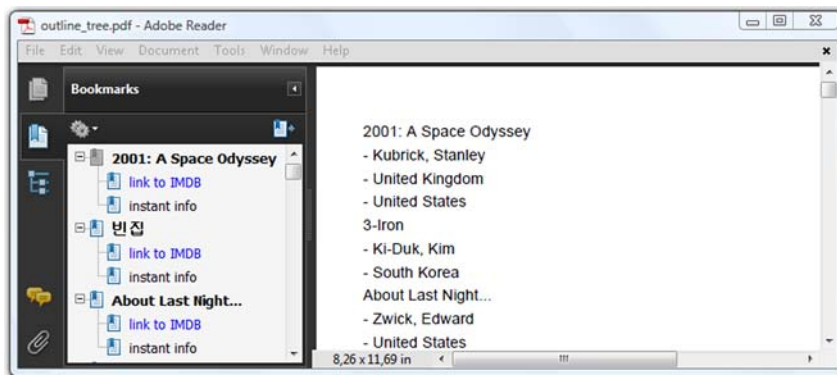 outline_tree.pdf - Adobe Reader
File Edit View Document Tools Window Help
Bookmarks
2001: A Space Odyssey
link to IMDB
instant info
빈 집
link to IMDB
instant info
About Last Night...
link to IMDB
instant info
2001: A Space Odyssey
- Kubrick, Stanley
- United Kingdom
- United States
3-Iron
- Ki-Duk, Kim
- South Korea
About Last Night...
- Zwick, Edward
- United States
8,26 x 11,69 in